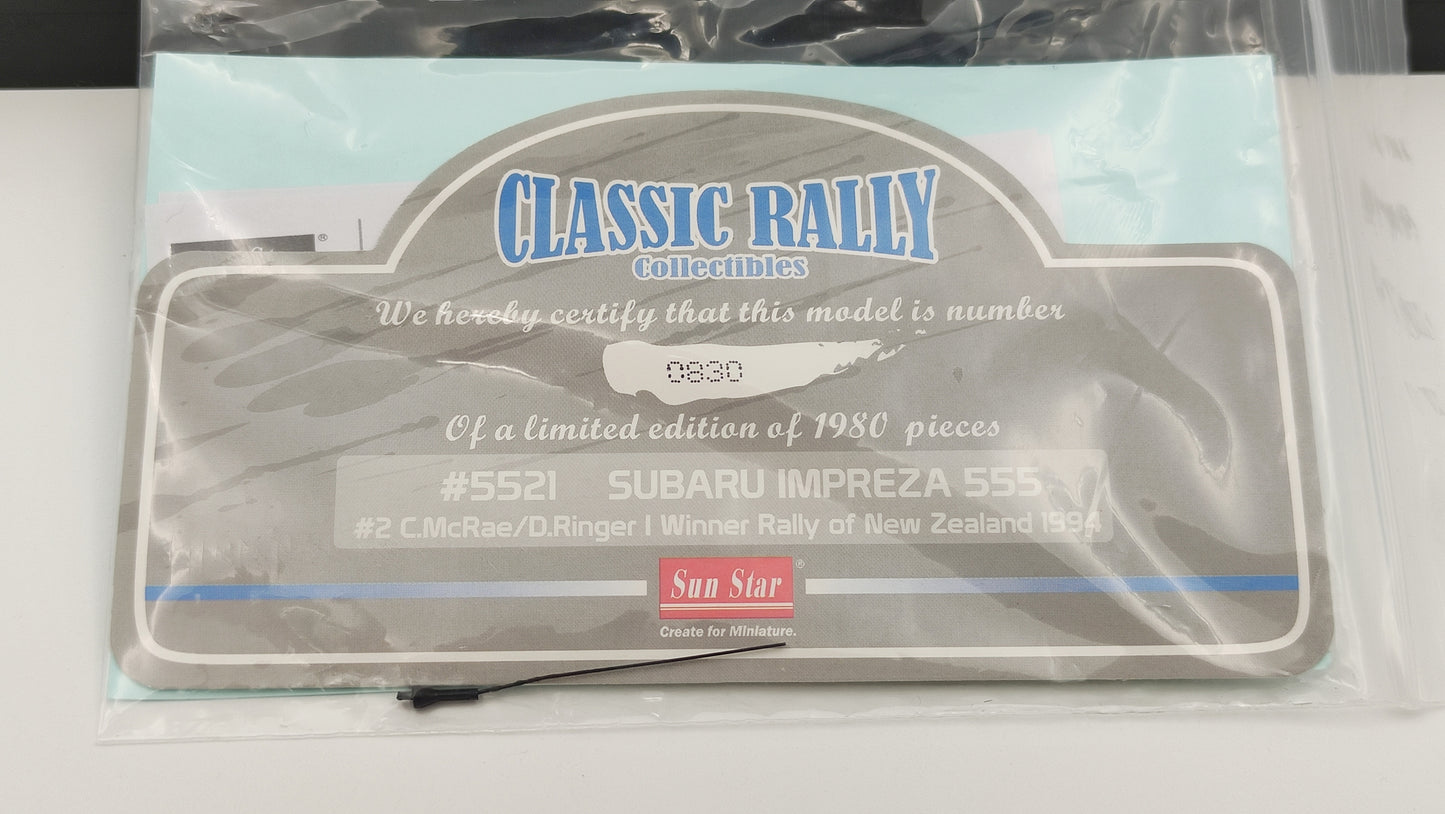 CLASSIC RALLY
Collectibles
We hereby certify that this model is number
0830
Of a limited edition of 1980 pieces
#5521 SUBARU IMPREZA 555
#2 C.McRae/D.Ringer | Winner Rally of New Zealand 1994
Sun Star ®
Create for Miniature.